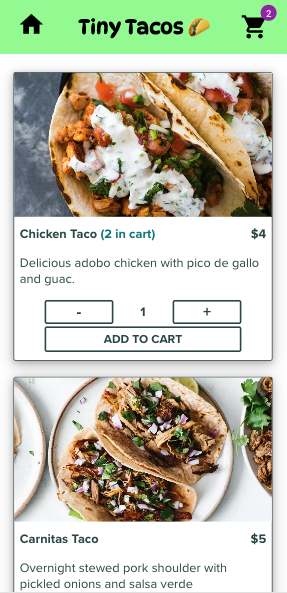 Tiny Tacos 🌮
2
Chicken Taco (2 in cart) $4
Delicious adobo chicken with pico de gallo
and guac.
- 1 +
ADD TO CART
Carnitas Taco $5
Overnight stewed pork shoulder with
pickled onions and salsa verde